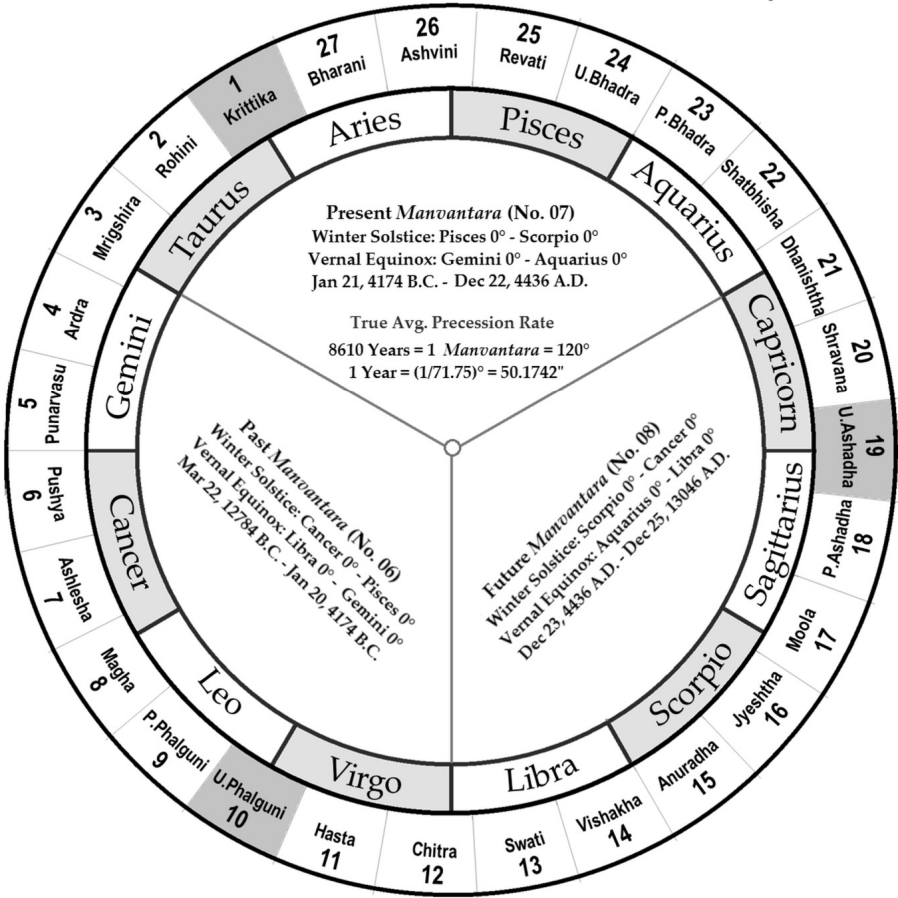 1
Krittika
2
Rohini
3
Mrigshira
4
Ardra
5
Punarvasu
6
Pushya
7
Ashlesha
8
Magha
9
P.Phalguni
10
U.Phalguni
11
Hasta
12
Chitra
13
Swati
14
Vishakha
15
Anuradha
16
Jyeshtha
17
Moola
18
P.Ashadha
19
U.Ashadha
20
Shravana
21
Dhanishtha
22
Shatbhisha
23
P.Bhadra
24
U.Bhadra
25
Revati
26
Ashvini
27
Bharani
Aries
Taurus
Gemini
Cancer
Leo
Virgo
Libra
Scorpio
Sagittarius
Capricorn
Aquarius
Pisces
Present Manvantara (No. 07)
Winter Solstice: Pisces 0° - Scorpio 0°
Vernal Equinox: Gemini 0° - Aquarius 0°
Jan 21, 4174 B.C. - Dec 22, 4436 A.D.
True Avg. Precession Rate
8610 Years = 1 Manvantara = 120°
1 Year = (1/71.75)° = 50.1742"
Past Manvantara (No. 06)
Winter Solstice: Cancer 0° - Pisces 0°
Vernal Equinox: Libra 0° - Gemini 0°
Mar 22, 12784 B.C. - Jan 20, 4174 B.C.
Future Manvantara (No. 08)
Winter Solstice: Scorpio 0° - Cancer 0°
Vernal Equinox: Aquarius 0° - Libra 0°
Dec 23, 4436 A.D. - Dec 25, 13046 A.D.